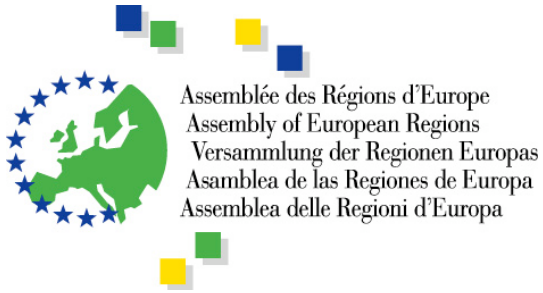 Assemblée des Régions d'Europe
Assembly of European Regions
Versammlung der Regionen Europas
Asamblea de las Regiones de Europa
Assemblea delle Regioni d'Europa